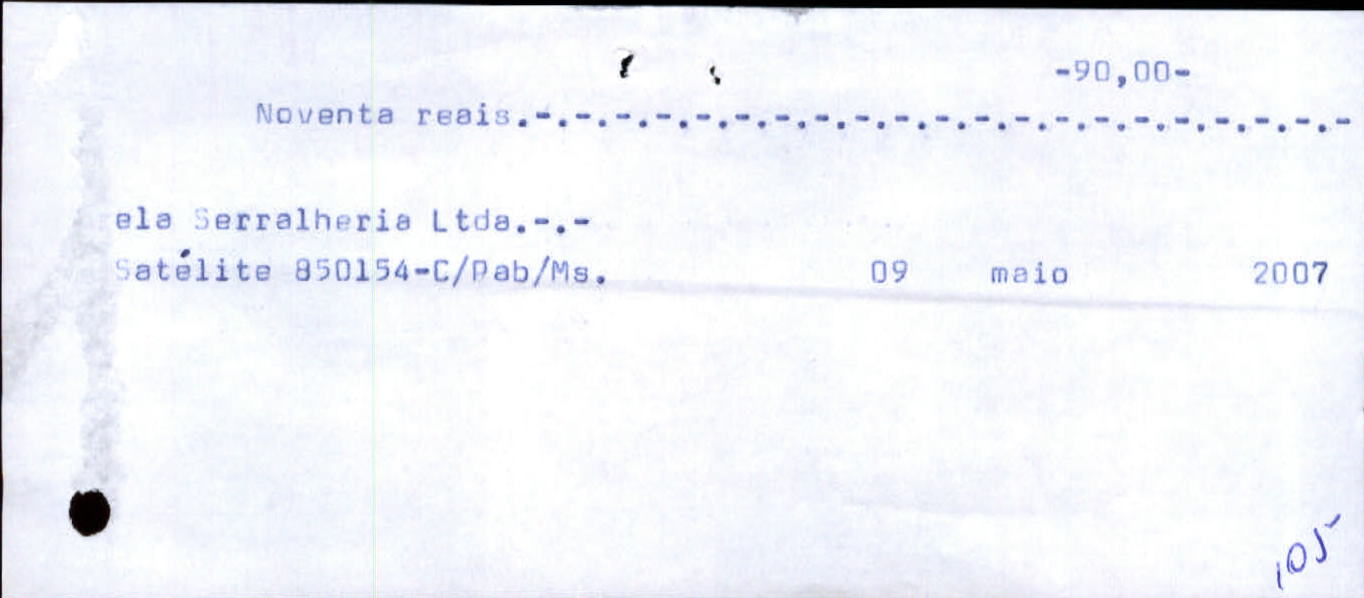 -90,00-
Noventa reais.-.-.-.-.-.-.-.-.-.-.-.-.-.-.-.-.-.-.-.-.-
ela Serralheria Ltda.-.-
Satélite 850154-C/Pab/Ms. 09 maio 2007
105